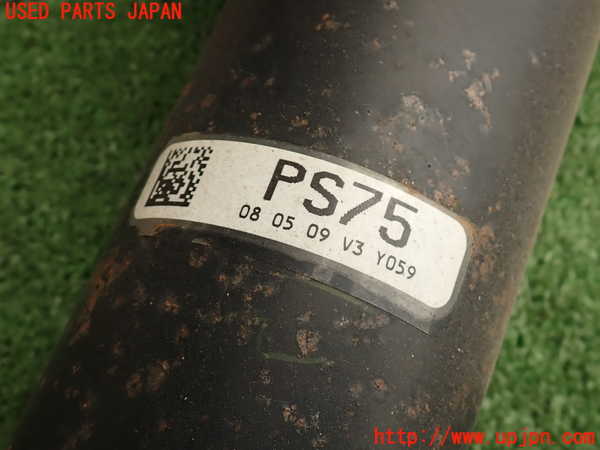 USED PARTS JAPAN
PS75
08 05 09 V3 Y059
http://www.upjpn.com/